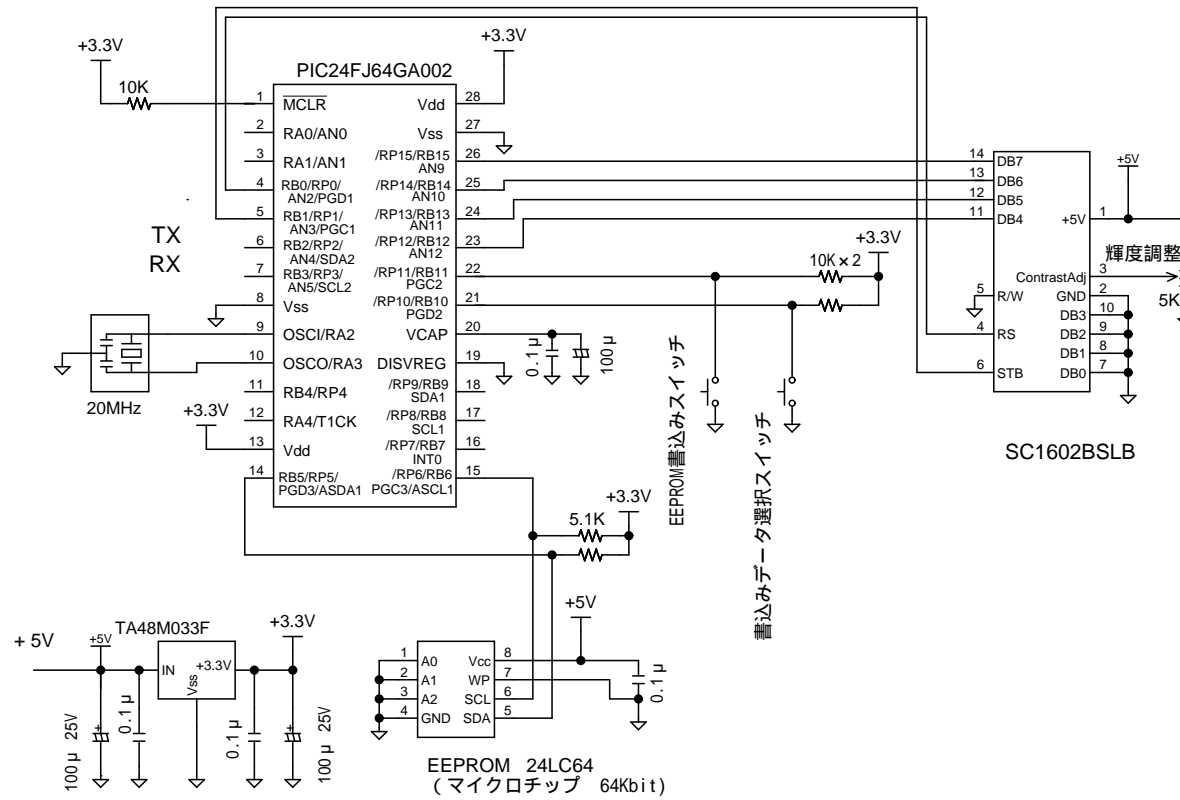 +3.3V
+3.3V
PIC24FJ64GA002
10K
1
MCLR
Vdd
28
2
RA0/AN0
Vss
27
3
RA1/AN1
/RP15/RB15
AN9
26
4
RB0/RP0/
AN2/PGD1
/RP14/RB14
AN10
25
5
RB1/RP1/
AN3/PGC1
/RP13/RB13
AN11
24
TX
6
RB2/RP2/
AN4/SDA2
/RP12/RB12
AN12
23
RX
7
RB3/RP3/
AN5/SCL2
/RP11/RB11
PGC2
22
8
Vss
/RP10/RB10
PGD2
21
9
OSCI/RA2
VCAP
20
10
OSCO/RA3
DISVREG
19
11
RB4/RP4
/RP9/RB9
SDA1
18
12
RA4/T1CK
/RP8/RB8
SCL1
17
13
Vdd
/RP7/RB7
INT0
16
14
RB5/RP5/
PGD3/ASDA1
/RP6/RB6
PGC3/ASCL1
15
20MHz
+3.3V
0.1μ
100μ
+3.3V
10K×2
EEPROM書込みスイッチ
書込みデータ選択スイッチ
14
DB7
13
DB6
12
DB5
11
DB4
+5V
1
+5V
輝度調整
ContrastAdj
3
5K
5
R/W
GND
2
DB3
10
4
RS
DB2
9
DB1
8
6
STB
DB0
7
SC1602BSLB
+3.3V
5.1K
+5V
+5V
+5V
TA48M033F
+3.3V
IN
+3.3V
Vss
100μ 25V
0.1μ
0.1μ
100μ 25V
1
A0
Vcc
8
2
A1
WP
7
3
A2
SCL
6
4
GND
SDA
5
0.1μ
EEPROM 24LC64
(マイクロチップ 64Kbit)